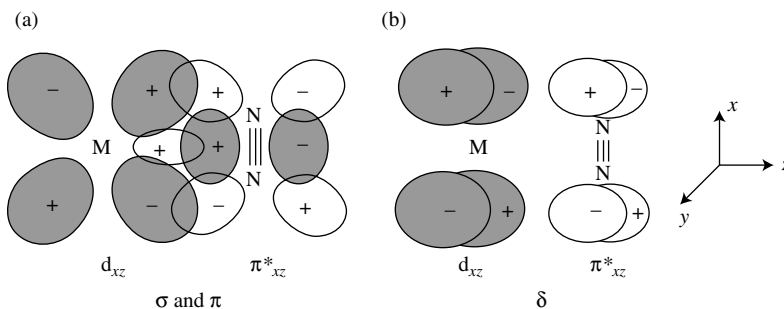 (a)
(b)
− + + −
M + + −
N
N
+ − − +
+ −
+ −
M
N
N
− +
− +
x
z
y
d_xz π*_xz
d_xz π*_xz
σ and π
δ